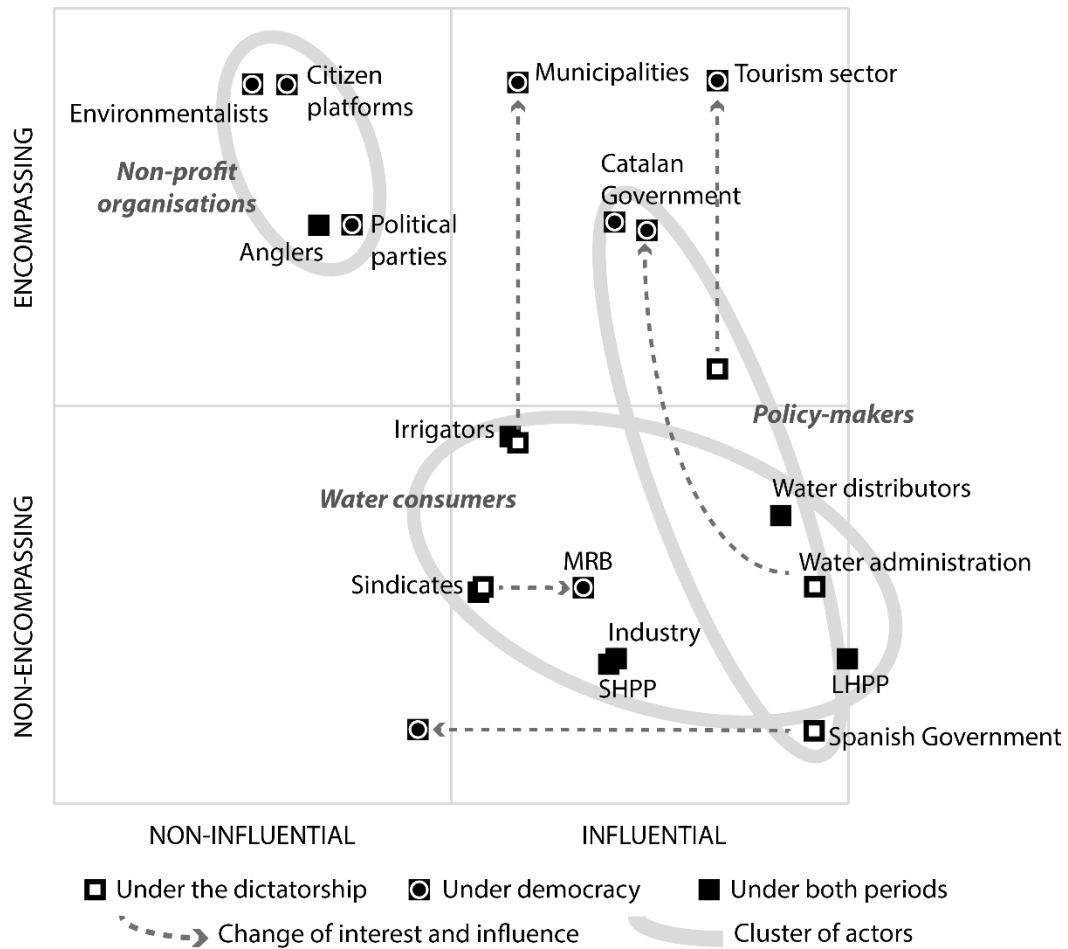 ENCOMPASSING
NON-ENCOMPASSING
Municipalities
Tourism sector
Citizen
platforms
Environmentalists
Non-profit
organisations
Catalan
Government
Political
parties
Anglers
Policy-makers
Irrigators
Water consumers
Water distributors
MRB
Water administration
Sindicates
Industry
SHPP
LHPP
Spanish Government
NON-INFLUENTIAL
INFLUENTIAL
Under the dictatorship
Under democracy
Under both periods
Change of interest and influence
Cluster of actors